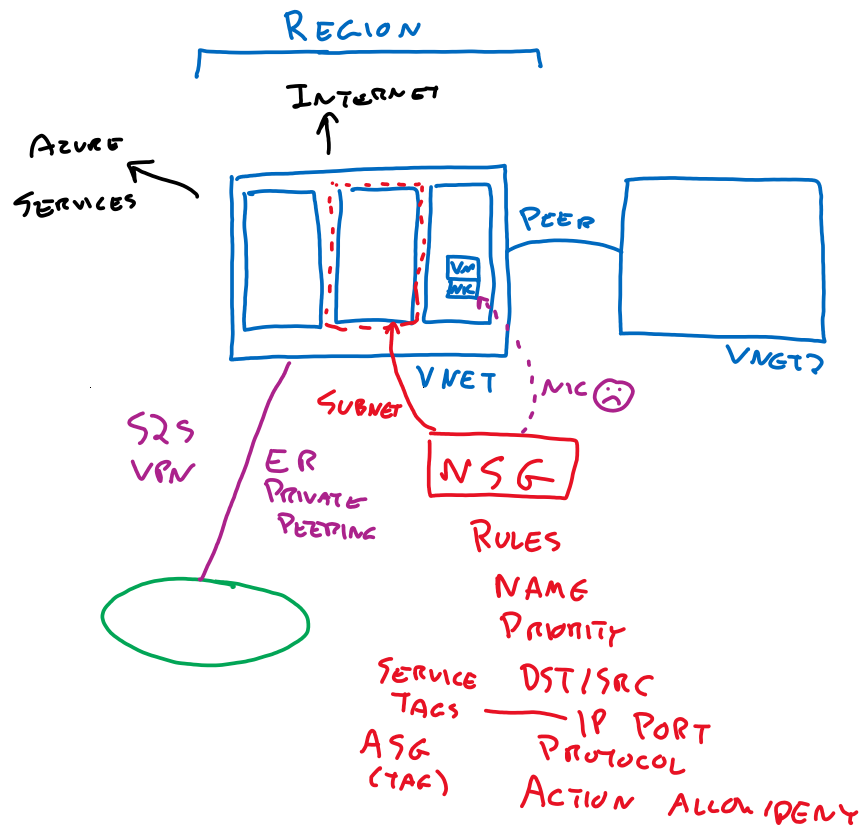 REGION
INTERNET
AZURE
SERVICES
PEER
VM
NIC
VNET
VNET2
SUBNET
NIC
S2S
VPN
ER
PRIVATE
PEERING
NSG
RULES
NAME
PRIORITY
SERVICE
TAGS
DST/SRC
IP PORT
ASG
(TAG)
PROTOCOL
ACTION ALLOW/DENY